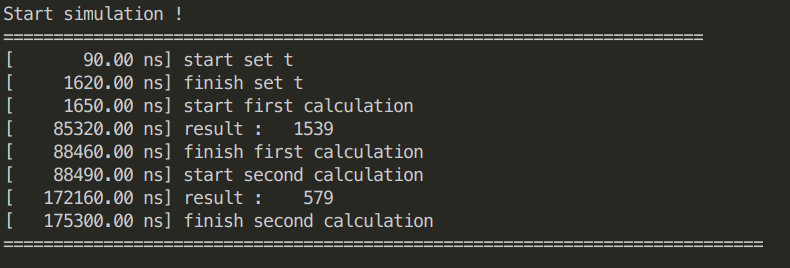 Start simulation !
======================================================================
[       90.00 ns] start set t
[     1620.00 ns] finish set t
[     1650.00 ns] start first calculation
[    85320.00 ns] result :   1539
[    88460.00 ns] finish first calculation
[    88490.00 ns] start second calculation
[   172160.00 ns] result :    579
[   175300.00 ns] finish second calculation
============================================================================